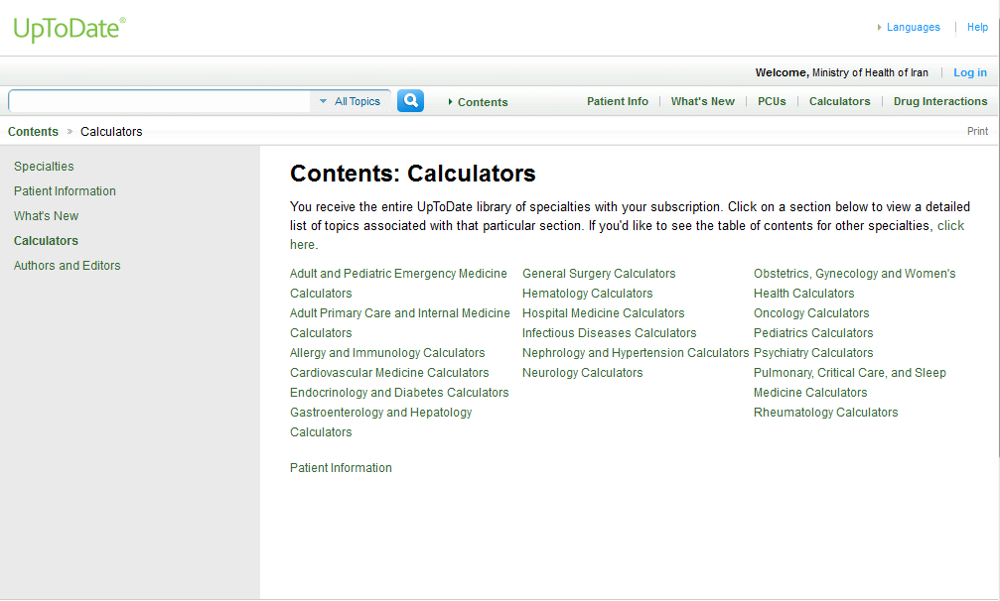 UpToDate®
Languages Help
Welcome, Ministry of Health of Iran Log in
All Topics Contents Patient Info What's New PCUs Calculators Drug Interactions
Contents » Calculators Print
Specialties
Patient Information
What's New
Calculators
Authors and Editors
Contents: Calculators
You receive the entire UpToDate library of specialties with your subscription. Click on a section below to view a detailed
list of topics associated with that particular section. If you'd like to see the table of contents for other specialties, click
here.
Adult and Pediatric Emergency Medicine
Calculators
Adult Primary Care and Internal Medicine
Calculators
Allergy and Immunology Calculators
Cardiovascular Medicine Calculators
Endocrinology and Diabetes Calculators
Gastroenterology and Hepatology
Calculators
General Surgery Calculators
Hematology Calculators
Hospital Medicine Calculators
Infectious Diseases Calculators
Nephrology and Hypertension Calculators
Neurology Calculators
Obstetrics, Gynecology and Women's
Health Calculators
Oncology Calculators
Pediatrics Calculators
Psychiatry Calculators
Pulmonary, Critical Care, and Sleep
Medicine Calculators
Rheumatology Calculators
Patient Information